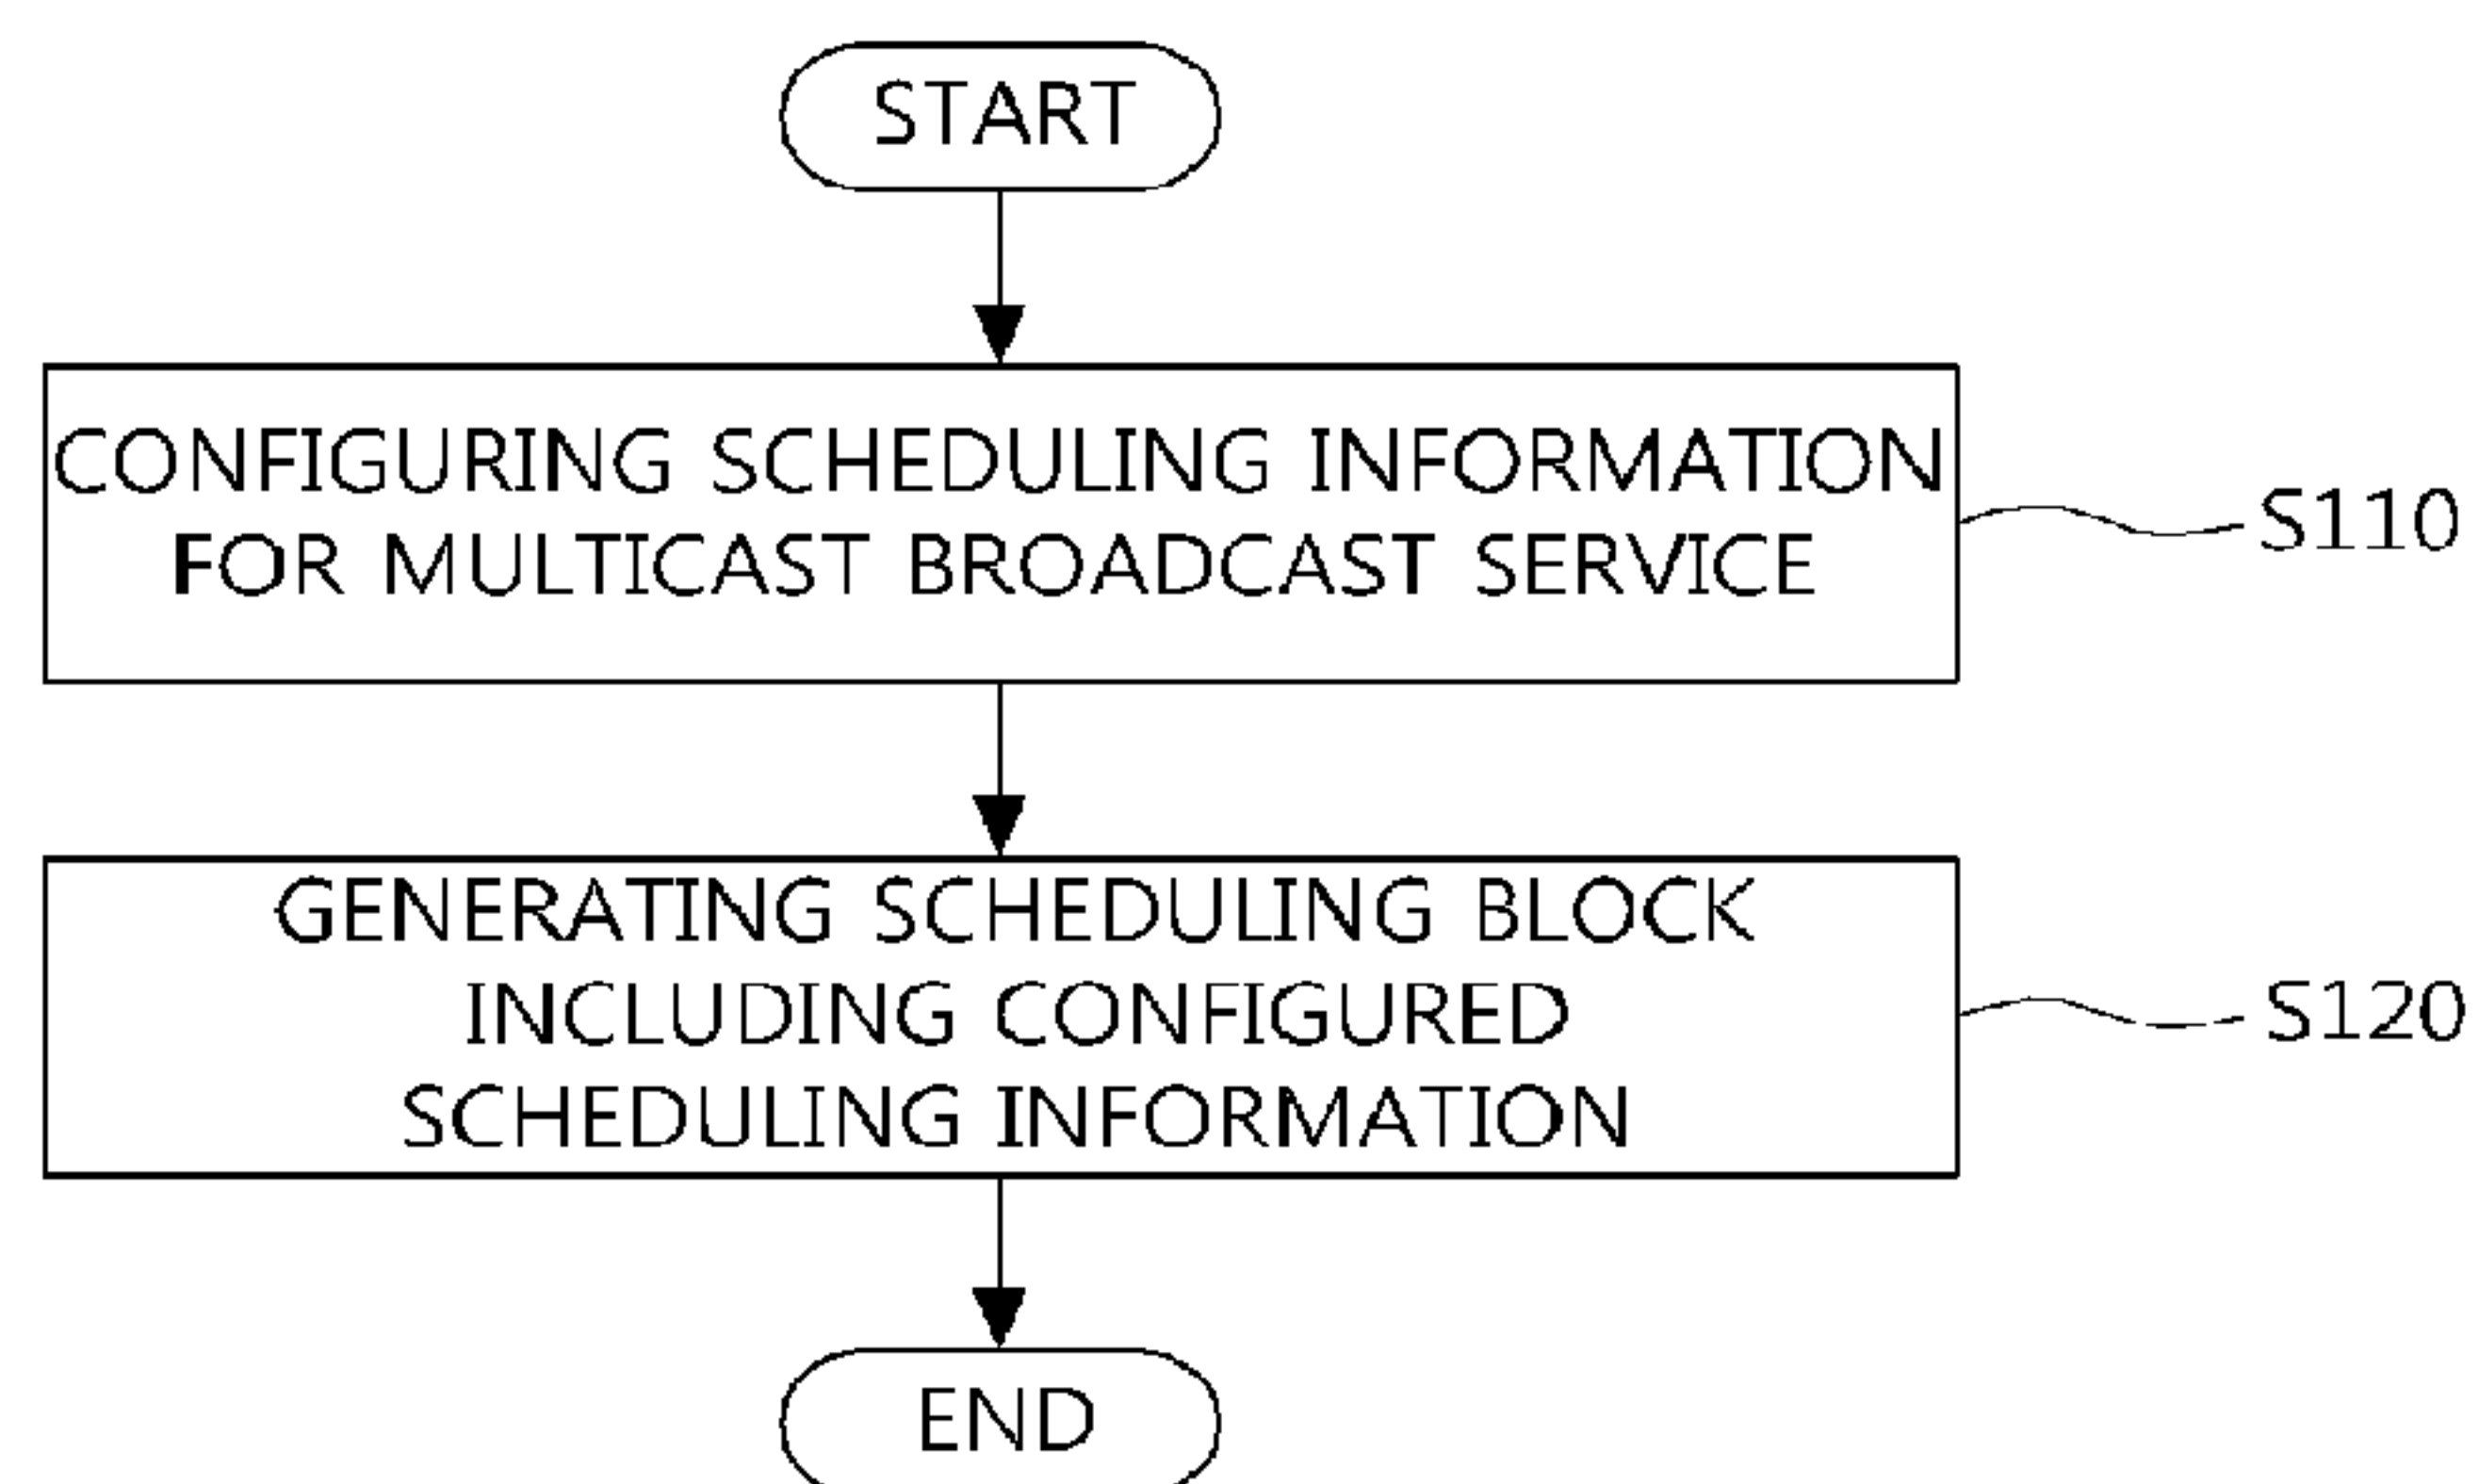 START
CONFIGURING SCHEDULING INFORMATION
FOR MULTICAST BROADCAST SERVICE
S110
GENERATING SCHEDULING BLOCK
INCLUDING CONFIGURED
SCHEDULING INFORMATION
S120
END